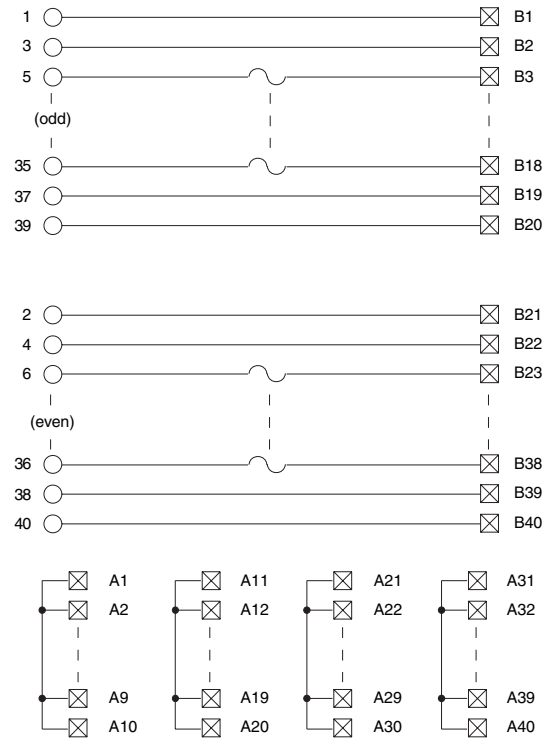 1 B1
3 B2
5 B3
(odd)
35 B18
37 B19
39 B20
2 B21
4 B22
6 B23
(even)
36 B38
38 B39
40 B40
A1 A11 A21 A31
A2 A12 A22 A32
A9 A19 A29 A39
A10 A20 A30 A40